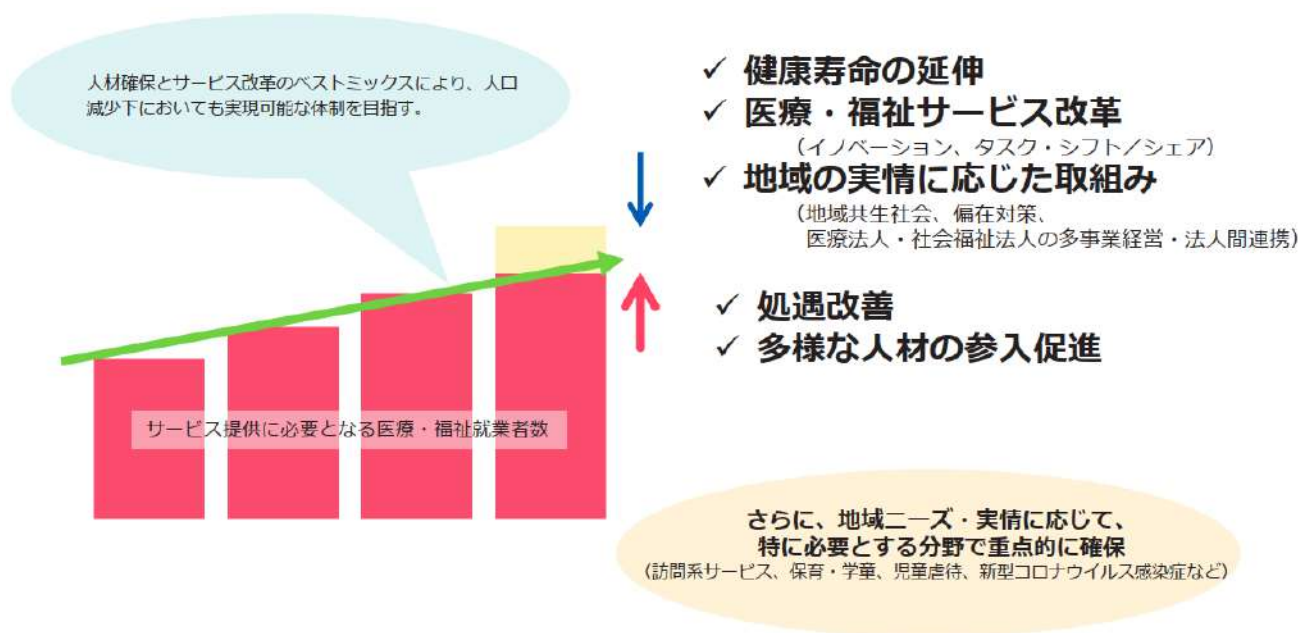 人材確保とサービス改革のベストミックスにより、人口
減少下においても実現可能な体制を目指す。
✓ 健康寿命の延伸
✓ 医療・福祉サービス改革
（イノベーション、タスク・シフト／シェア）
✓ 地域の実情に応じた取組み
（地域共生社会、偏在対策、
医療法人・社会福祉法人の多事業経営・法人間連携）
✓ 処遇改善
✓ 多様な人材の参入促進
サービス提供に必要となる医療・福祉就業者数
さらに、地域ニーズ・実情に応じて、
特に必要とする分野で重点的に確保
（訪問系サービス、保育・学童、児童虐待、新型コロナウイルス感染症など）